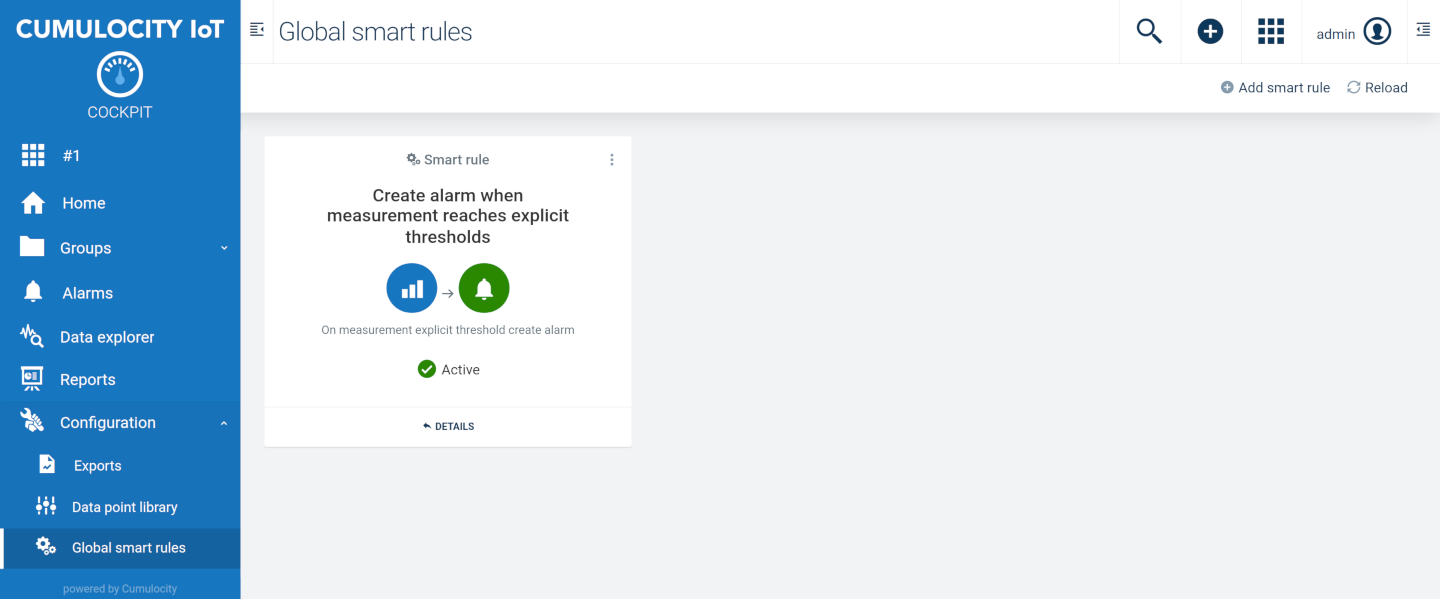 CUMULOCITY IoT
COCKPIT
#1
Home
Groups
Alarms
Data explorer
Reports
Configuration
Exports
Data point library
Global smart rules
powered by Cumulocity
Global smart rules
admin
Add smart rule
Reload
Smart rule
Create alarm when
measurement reaches explicit
thresholds
On measurement explicit threshold create alarm
Active
DETAILS